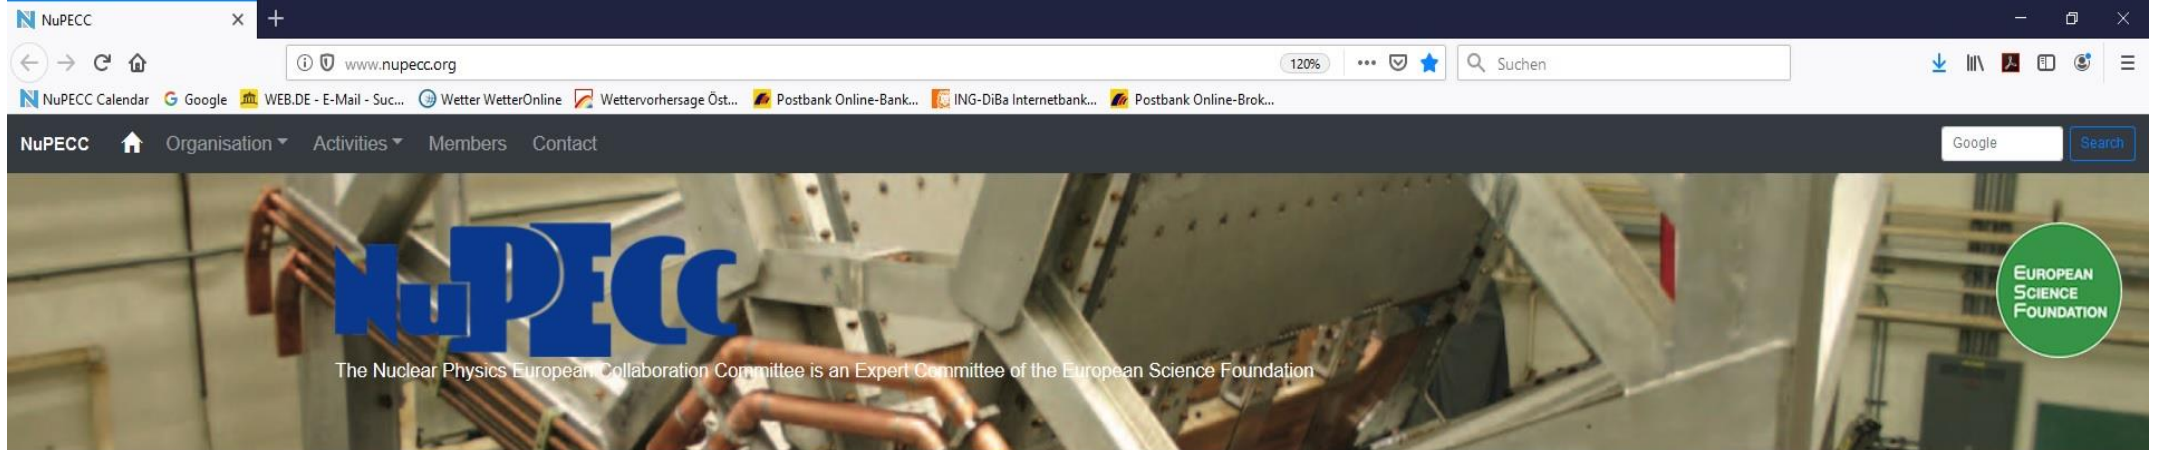 NuPECC
www.nupecc.org 120% Suchen
NuPECC Calendar Google WEB.DE - E-Mail - Suc... Wetter WetterOnline Wettervorhersage Öst... Postbank Online-Bank... ING-DiBa Internetbank... Postbank Online-Brok...
NuPECC Organisation Activities Members Contact Google Search
NuPECC
EUROPEAN
SCIENCE
FOUNDATION
The Nuclear Physics European Collaboration Committee is an Expert Committee of the European Science Foundation